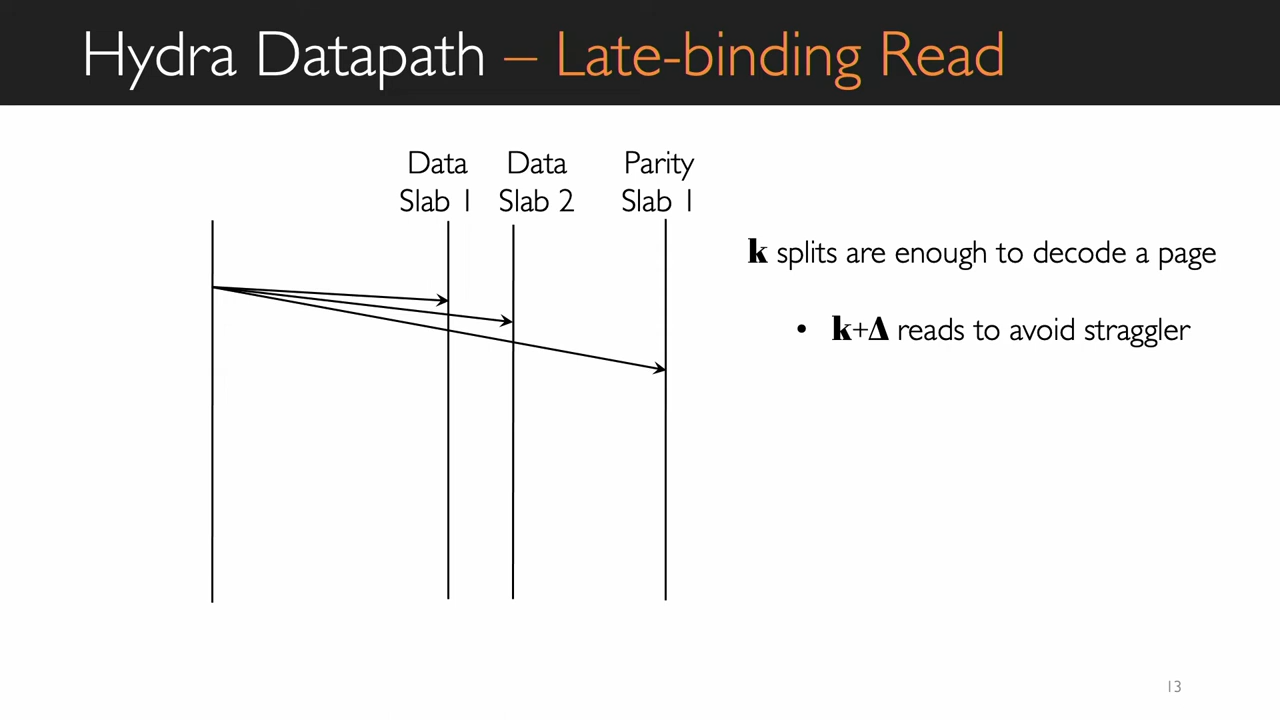 Hydra Datapath – Late-binding Read
Data Slab 1
Data Slab 2
Parity Slab 1
k splits are enough to decode a page
• k+Δ reads to avoid straggler
13